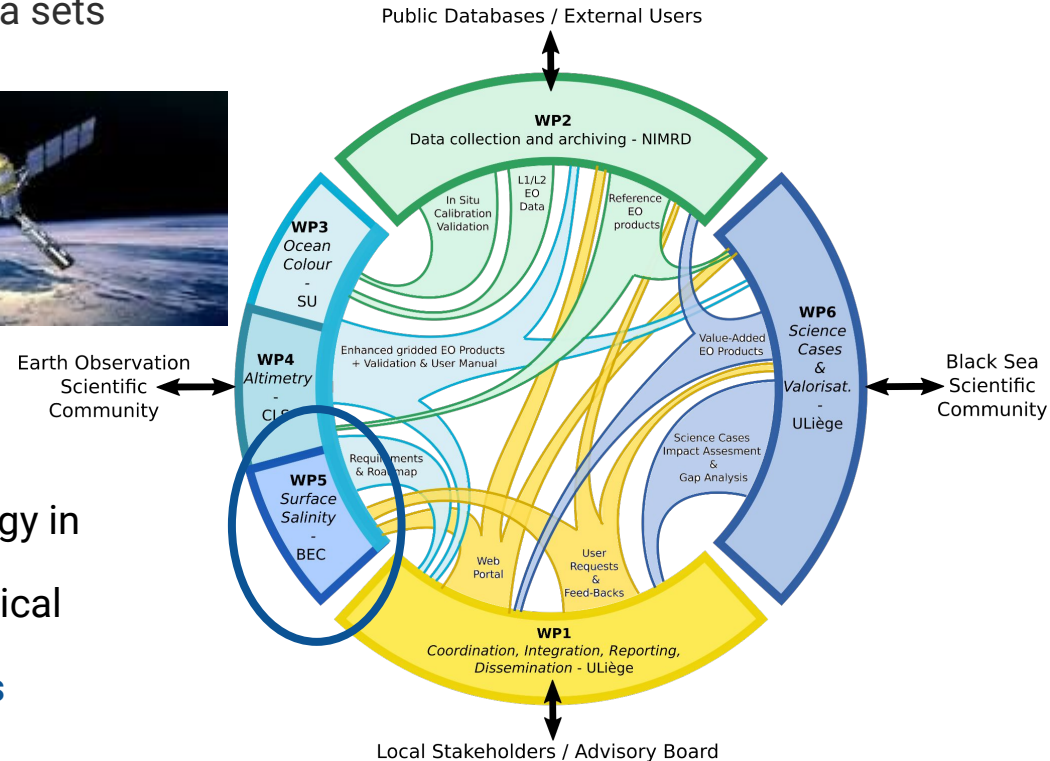 a sets
Public Databases / External Users
WP2
Data collection and archiving - NIMRD
In Situ
Calibration
Validation
L1/L2
EO
Data
Reference
EO
products
WP3
Ocean
Colour
-
SU
WP4
Altimetry
-
CLS
WP5
Surface
Salinity
-
BEC
Earth Observation
Scientific
Community
Enhanced gridded EO Products
+ Validation & User Manual
Requirements
& Roadmap
Value-Added
EO Products
Science Cases
Impact Assesment
&
Gap Analysis
WP6
Science
Cases
&
Valorisat.
-
ULiège
Black Sea
Scientific
Community
gy in
ical
s
Web
Portal
User
Requests
&
Feed-Backs
WP1
Coordination, Integration, Reporting,
Dissemination - ULiège
Local Stakeholders / Advisory Board